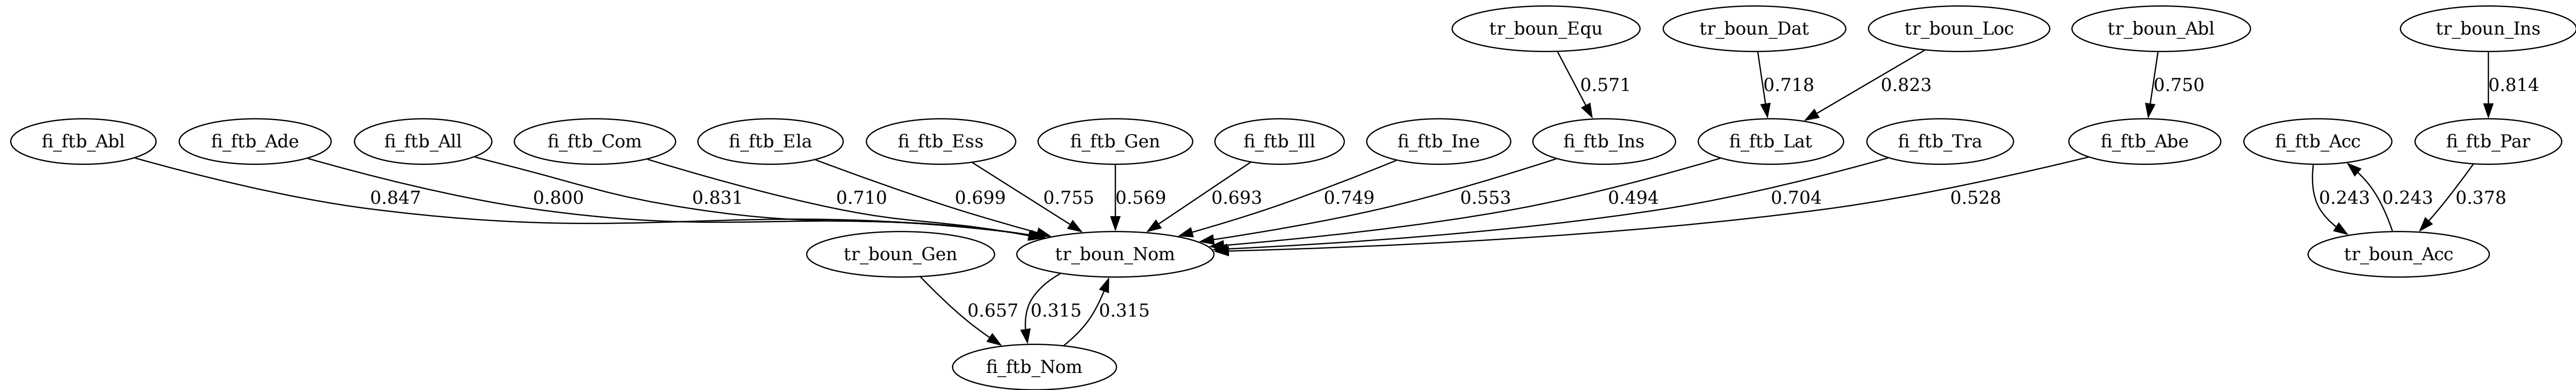 tr_boun_Equ tr_boun_Dat tr_boun_Loc tr_boun_Abl tr_boun_Ins
0.571 0.718 0.823 0.750 0.814
fi_ftb_Abl fi_ftb_Ade fi_ftb_All fi_ftb_Com fi_ftb_Ela fi_ftb_Ess fi_ftb_Gen fi_ftb_Ill fi_ftb_Ine fi_ftb_Ins fi_ftb_Lat fi_ftb_Tra fi_ftb_Abe fi_ftb_Acc fi_ftb_Par
0.847 0.800 0.831 0.710 0.699 0.755 0.569 0.693 0.749 0.553 0.494 0.704 0.528 0.243 0.243 0.378
tr_boun_Gen tr_boun_Nom tr_boun_Acc
0.657 0.315 0.315
fi_ftb_Nom